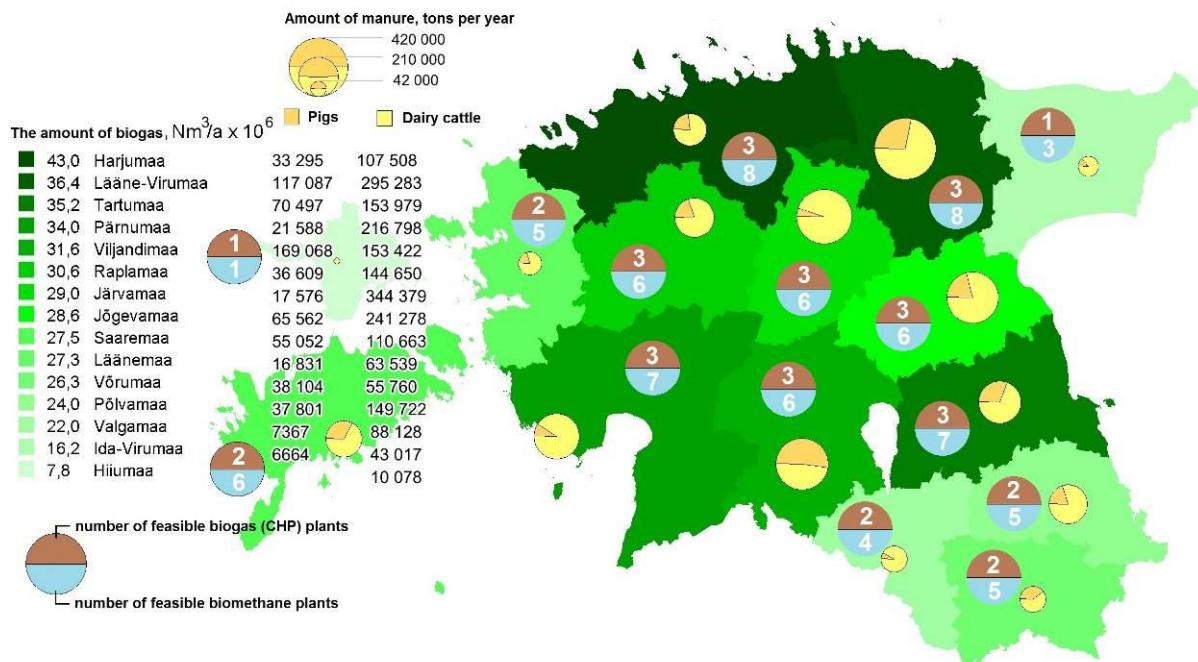 Amount of manure, tons per year
420 000
210 000
42 000
Pigs
Dairy cattle
The amount of biogas, Nm³/a x 10⁶
43,0 Harjumaa 33 295 107 508
36,4 Lääne-Virumaa 117 087 295 283
35,2 Tartumaa 70 497 153 979
34,0 Pärnumaa 21 588 216 798
31,6 Viljandimaa 169 068 153 422
30,6 Raplamaa 36 609 144 650
29,0 Järvamaa 17 576 344 379
28,6 Jõgevamaa 65 562 241 278
27,5 Saaremaa 55 052 110 663
27,3 Läänemaa 16 831 63 539
26,3 Võrumaa 38 104 55 760
24,0 Põlvamaa 37 801 149 722
22,0 Valgamaa 7367 88 128
16,2 Ida-Virumaa 6664 43 017
7,8 Hiiumaa 10 078
number of feasible biogas (CHP) plants
number of feasible biomethane plants
1
3
3
8
3
8
2
5
1
1
3
6
3
6
3
6
3
7
3
6
3
7
2
6
2
5
2
4
2
5